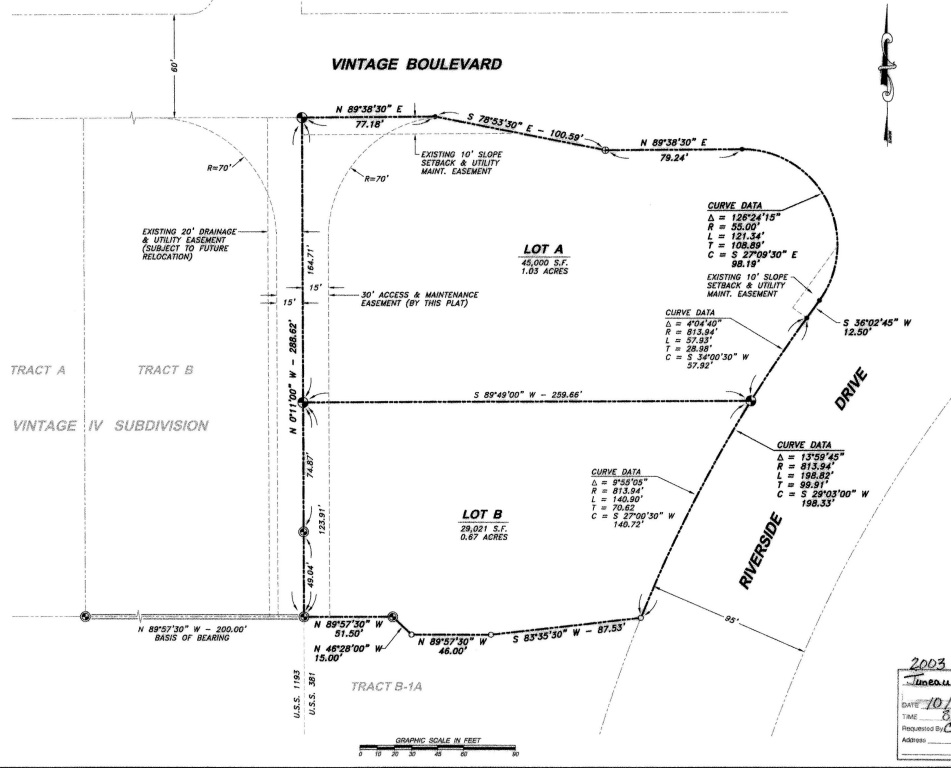 60'
VINTAGE BOULEVARD
N 89°38'30" E
77.18'
S 78°53'30" E - 100.59'
N 89°38'30" E
79.24'
R=70'
R=70'
EXISTING 10' SLOPE
SETBACK & UTILITY
MAINT. EASEMENT
CURVE DATA
Δ = 126°24'15"
R = 55.00'
L = 121.34'
T = 108.89'
C = S 27°09'30" E
98.19'
EXISTING 20' DRAINAGE
& UTILITY EASEMENT
(SUBJECT TO FUTURE
RELOCATION)
LOT A
45,000 S.F.
1.03 ACRES
164.71'
EXISTING 10' SLOPE
SETBACK & UTILITY
MAINT. EASEMENT
15'
15'
30' ACCESS & MAINTENANCE
EASEMENT (BY THIS PLAT)
S 36°02'45" W
12.50'
CURVE DATA
Δ = 4°04'40"
R = 813.94'
L = 57.93'
T = 28.98'
C = S 34°00'30" W
57.92'
N 0°11'00" W - 288.62'
TRACT A
TRACT B
VINTAGE IV SUBDIVISION
S 89°49'00" W - 259.66'
RIVERSIDE DRIVE
CURVE DATA
Δ = 13°59'45"
R = 813.94'
L = 198.82'
T = 99.91'
C = S 29°03'00" W
198.33'
CURVE DATA
Δ = 9°55'05"
R = 813.94'
L = 140.90'
T = 70.62
C = S 27°00'30" W
140.72'
74.87'
123.91'
49.04'
LOT B
29,021 S.F.
0.67 ACRES
95'
N 89°57'30" W - 200.00'
BASIS OF BEARING
N 89°57'30" W
51.50'
N 46°28'00" W
15.00'
N 89°57'30" W
46.00'
S 83°35'30" W - 87.53'
U.S.S. 1193
U.S.S. 381
TRACT B-1A
GRAPHIC SCALE IN FEET
0 10 20 30 45 60 90
2003
Juneau
DATE 10/
TIME 8
Requested By C
Address